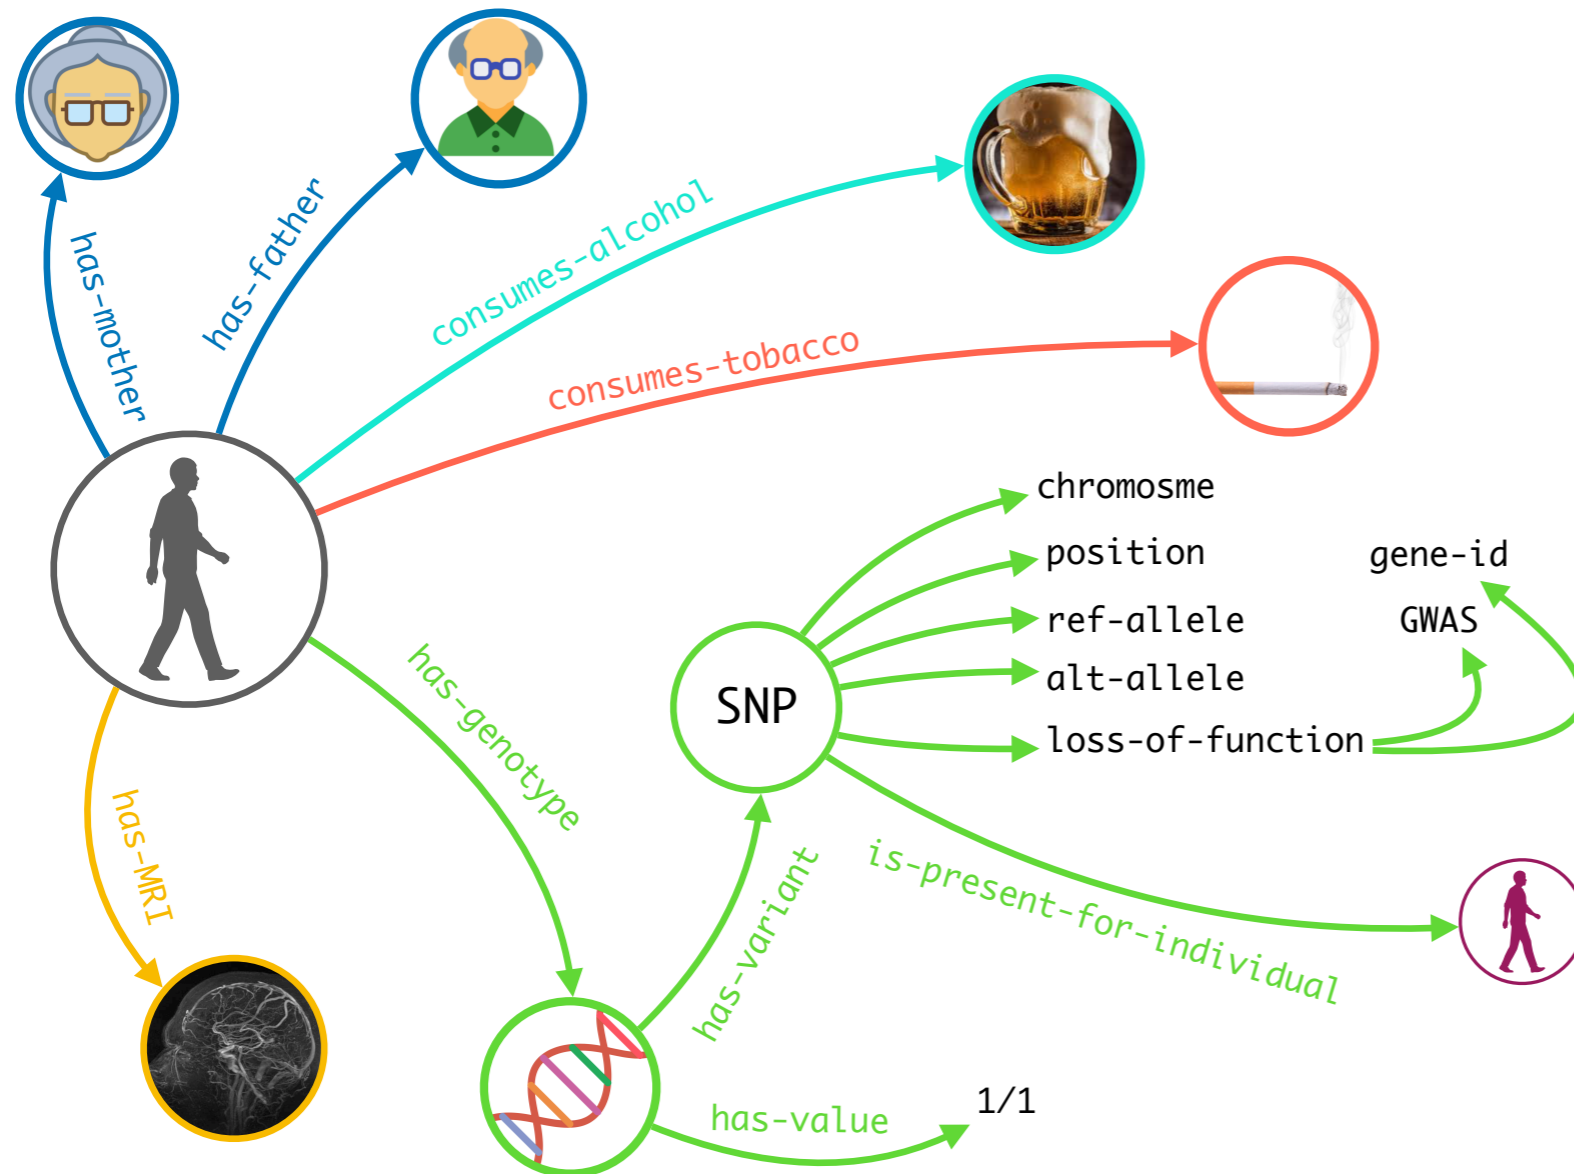 has-mother
has-father
consumes-alcohol
consumes-tobacco
chromosme
position
gene-id
ref-allele
GWAS
alt-allele
SNP
loss-of-function
has-genotype
has-MRI
has-variant
is-present-for-individual
has-value
1/1